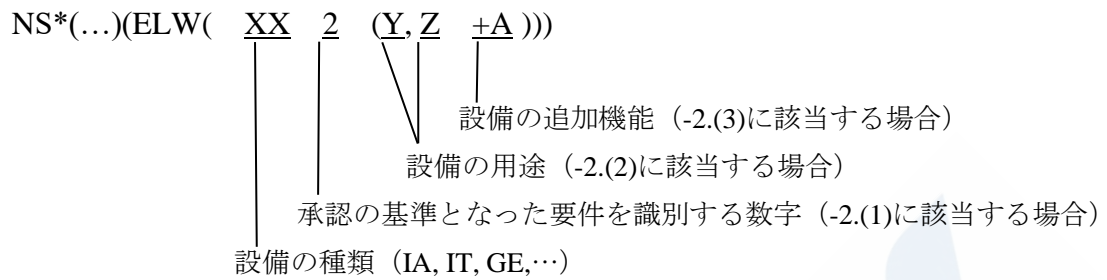 NS*(…)(ELW( XX 2 (Y, Z +A )))
設備の追加機能（-2.(3)に該当する場合）
設備の用途（-2.(2)に該当する場合）
承認の基準となった要件を識別する数字（-2.(1)に該当する場合）
設備の種類（IA, IT, GE,…）